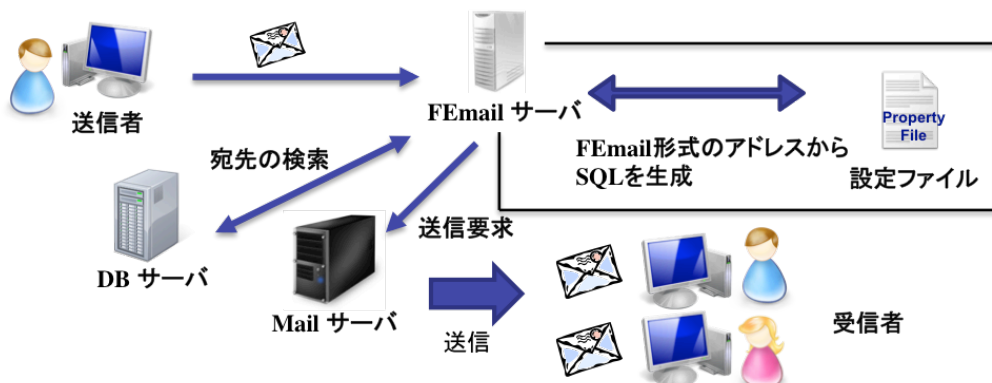 送信者
FEmail サーバ
宛先の検索
FEmail形式のアドレスから
SQLを生成
Property
File
設定ファイル
DB サーバ
送信要求
Mail サーバ
送信
受信者